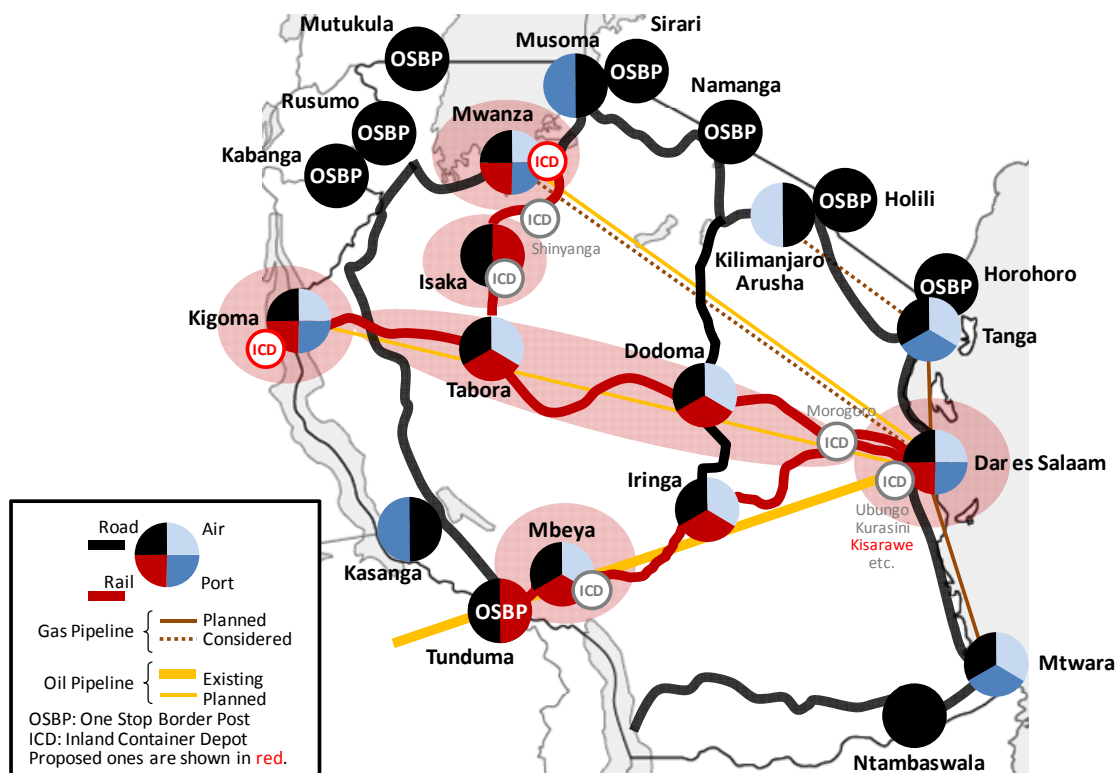 Mutukula
OSBP
Musoma
Sirari
OSBP
Rusumo
OSBP
Mwanza
ICD
Namanga
OSBP
Kabanga
OSBP
OSBP
Holili
ICD
Shinyanga
Kilimanjaro
Arusha
Isaka
ICD
Horohoro
OSBP
Kigoma
ICD
Tanga
Tabora
Dodoma
Morogoro
ICD
Dar es Salaam
ICD
Ubungo
Kurasini
Kisarawe
etc.
Iringa
Mbeya
ICD
Kasanga
OSBP
Tunduma
Mtwara
Ntambaswala
Road
Air
Rail
Port
Gas Pipeline
Planned
Considered
Oil Pipeline
Existing
Planned
OSBP: One Stop Border Post
ICD: Inland Container Depot
Proposed ones are shown in red.